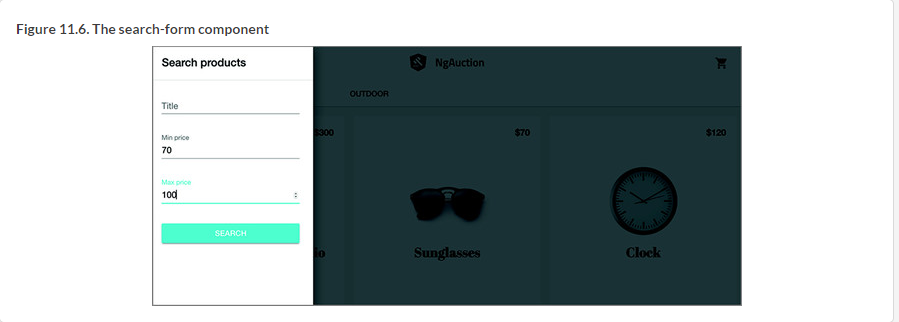 Figure 11.6. The search-form component
Search products
NgAuction
OUTDOOR
Title
$300
$70
$120
Min price
70
Max price
100
SEARCH
io
Sunglasses
Clock